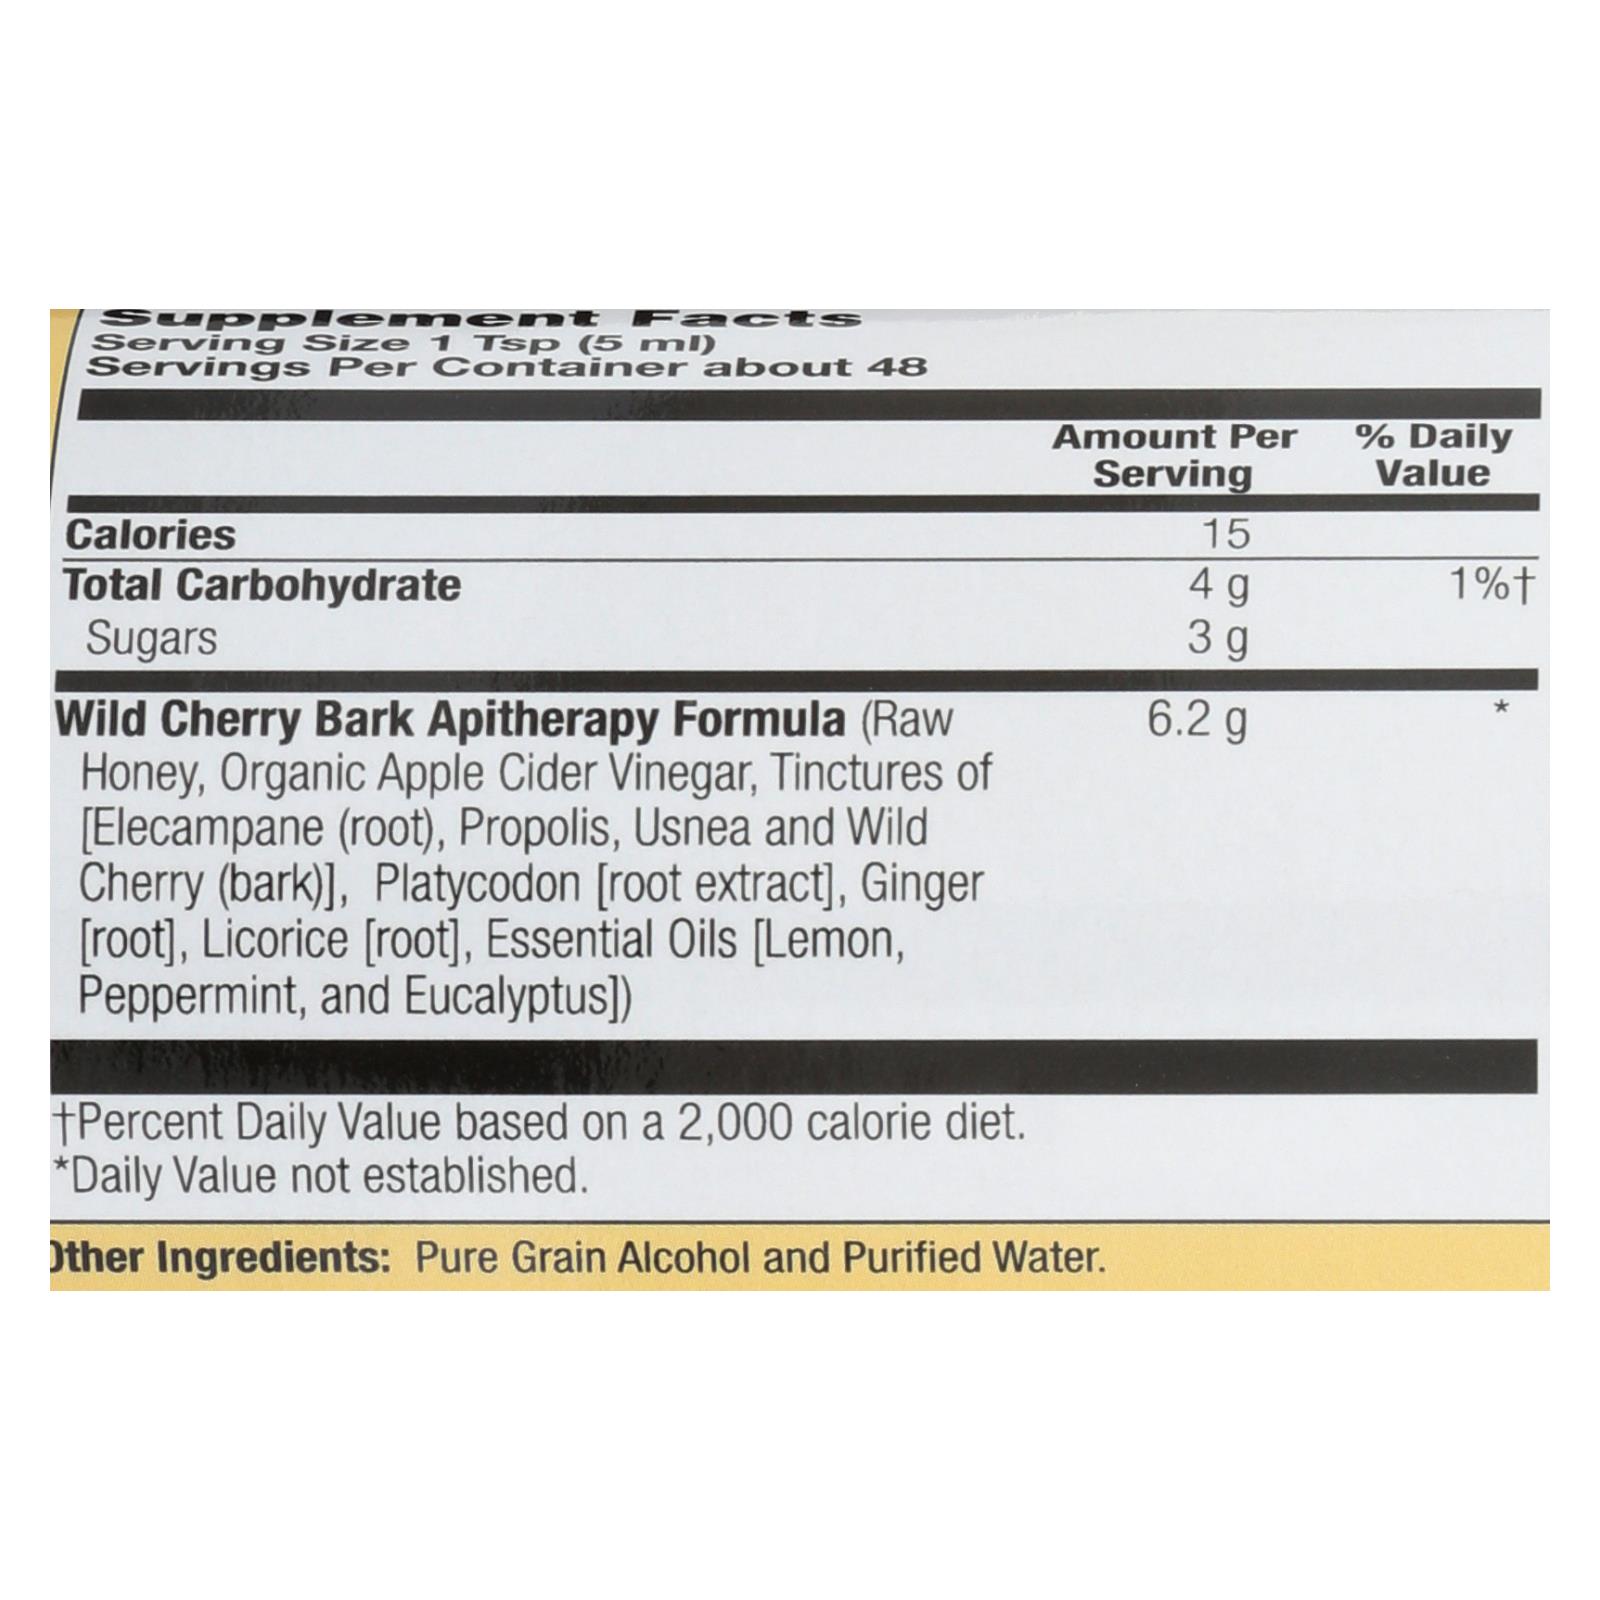 Supplement Facts
Serving Size 1 Tsp (5 ml)
Servings Per Container about 48
Amount Per % Daily
Serving Value
Calories 15
Total Carbohydrate 4 g 1%†
Sugars 3 g
Wild Cherry Bark Apitherapy Formula (Raw 6.2 g *
Honey, Organic Apple Cider Vinegar, Tinctures of
[Elecampane (root), Propolis, Usnea and Wild
Cherry (bark)], Platycodon [root extract], Ginger
[root], Licorice [root], Essential Oils [Lemon,
Peppermint, and Eucalyptus])
†Percent Daily Value based on a 2,000 calorie diet.
*Daily Value not established.
Other Ingredients: Pure Grain Alcohol and Purified Water.